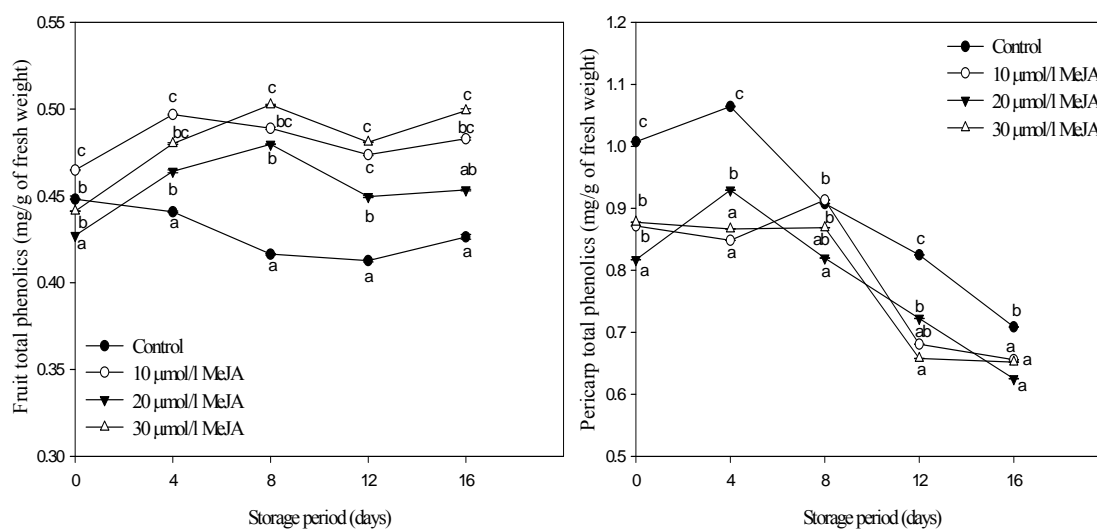 Fruit total phenolics (mg/g of fresh weight)
0.55
0.50
0.45
0.40
0.35
0.30
c
b
b
a
c
bc
b
a
c
bc
b
a
c
c
b
a
c
bc
ab
a
Control
10 µmol/l MeJA
20 µmol/l MeJA
30 µmol/l MeJA
0 4 8 12 16
Storage period (days)
Pericarp total phenolics (mg/g of fresh weight)
1.2
1.1
1.0
0.9
0.8
0.7
0.6
0.5
Control
10 µmol/l MeJA
20 µmol/l MeJA
30 µmol/l MeJA
c
b
b
a
c
a
a
b
b
ab
a
c
b
ab
a
b
a
a
a
0 4 8 12 16
Storage period (days)